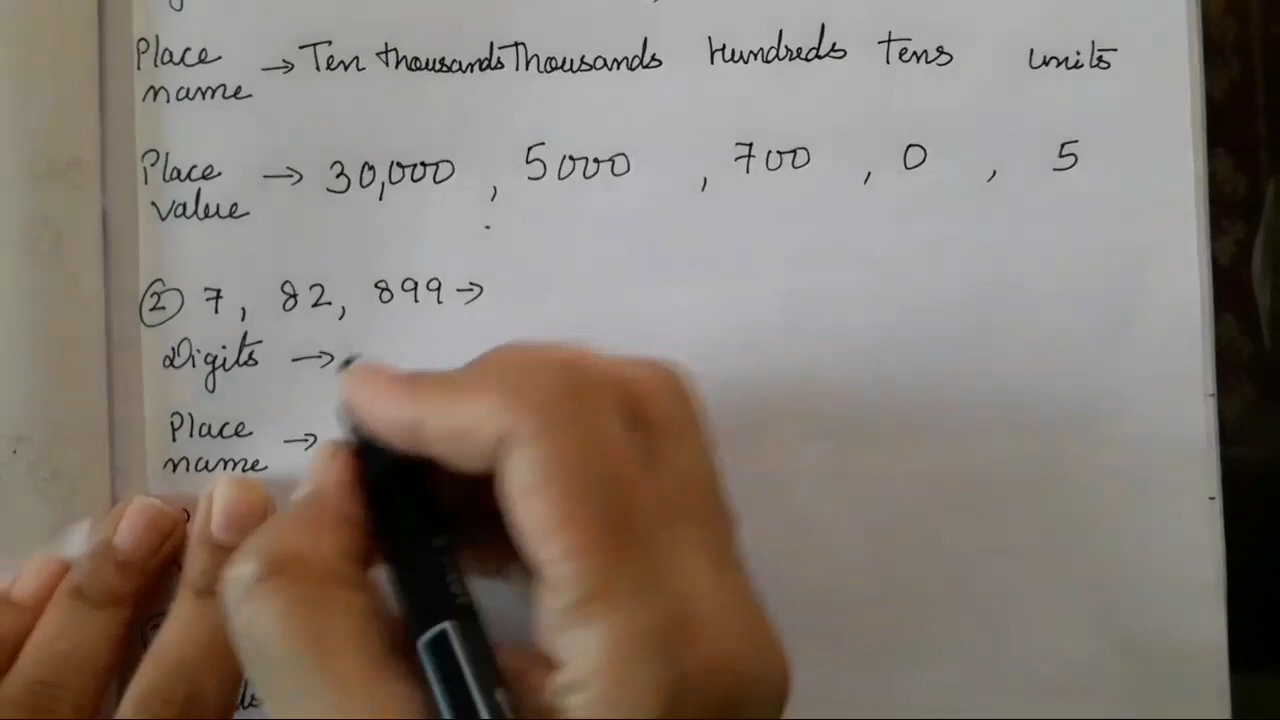 Place name → Ten thousands Thousands Hundreds Tens Units
Place value → 30,000 , 5000 , 700 , 0 , 5
② 7, 82, 899 →
Digits →
Place name →